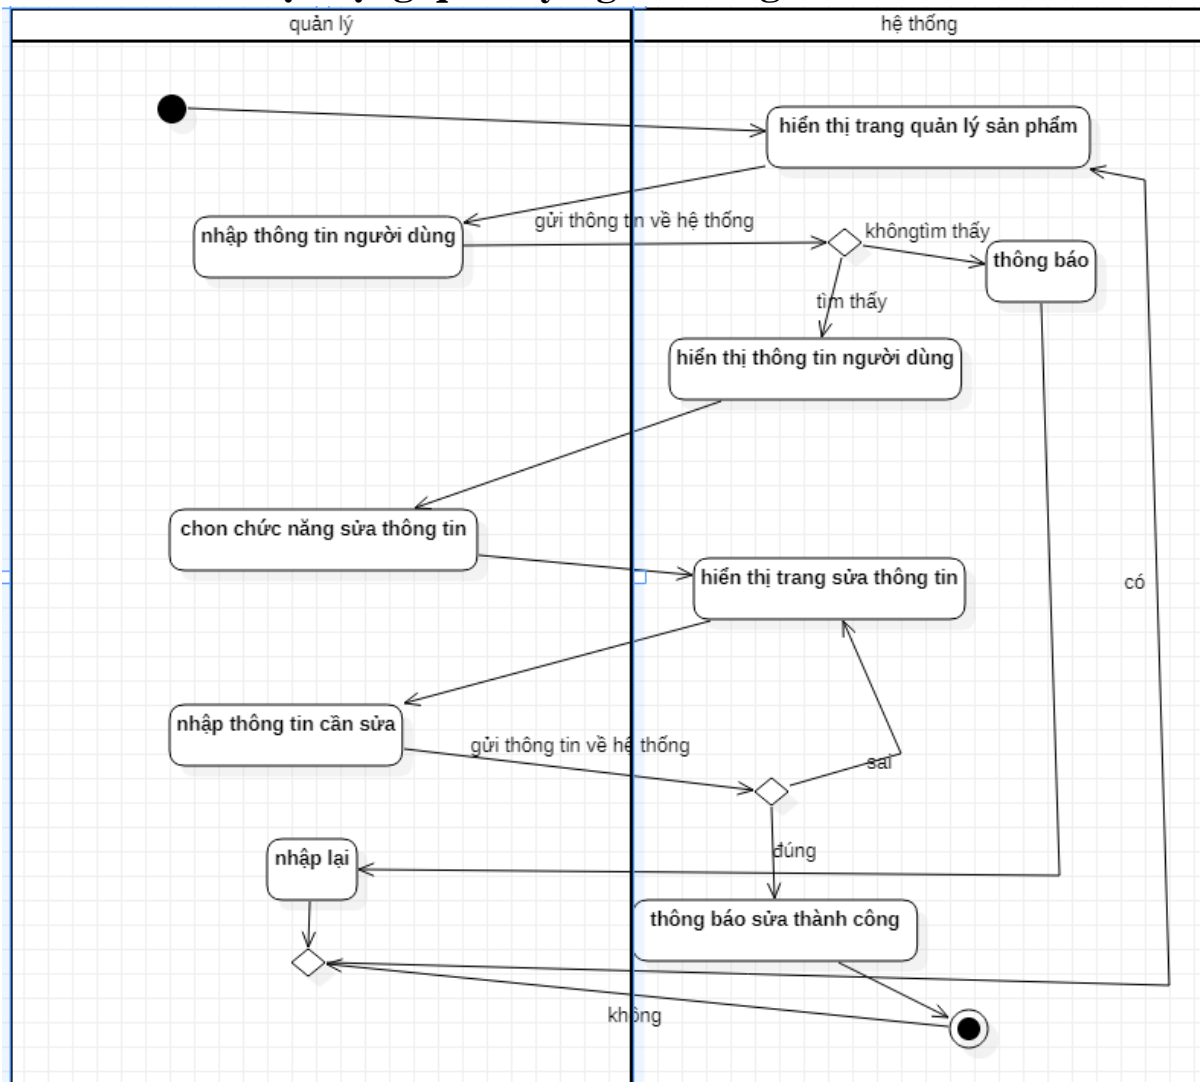 quản lý
hệ thống
hiển thị trang quản lý sản phẩm
nhập thông tin người dùng
gửi thông tin về hệ thống
khôngtìm thấy
thông báo
tìm thấy
hiển thị thông tin người dùng
chon chức năng sửa thông tin
hiển thị trang sửa thông tin
có
nhập thông tin cần sửa
gửi thông tin về hệ thống
sai
đúng
nhập lại
thông báo sửa thành công
không